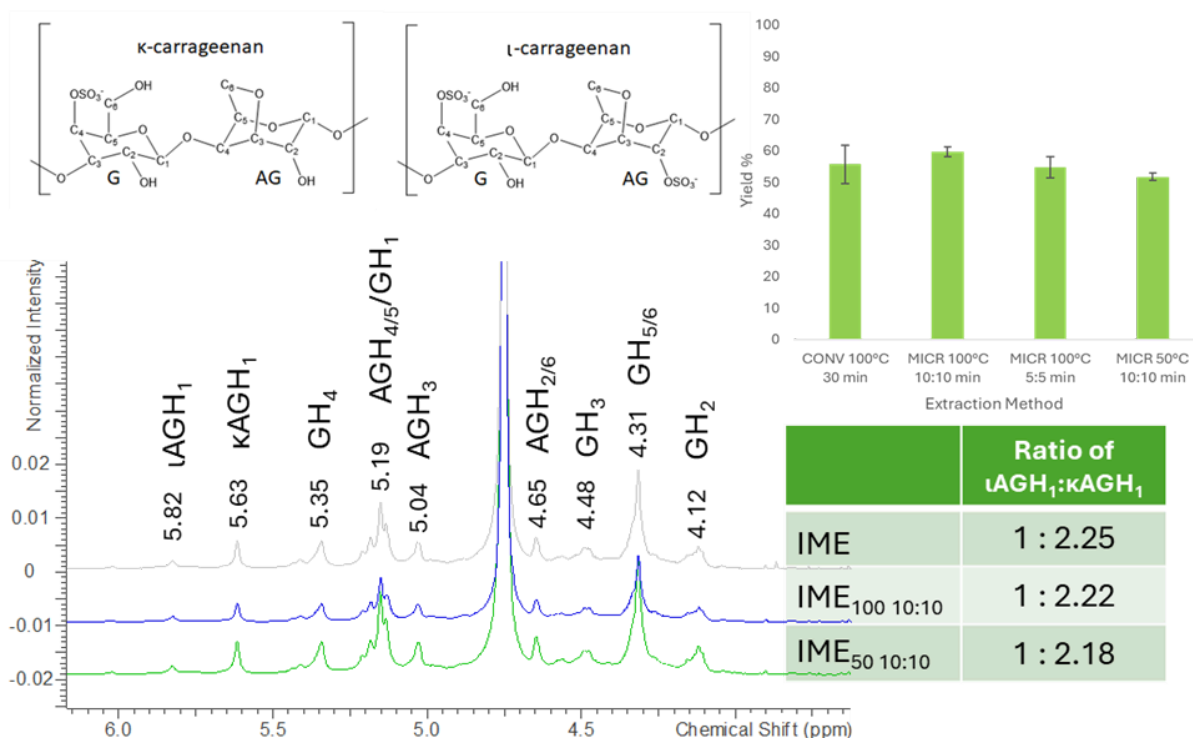 κ-carrageenan
OSO₃⁻
OH
C₆
C₄
C₅
O
C₃
C₂
C₁
O
G
OH
O
C₆
O
C₅
O
C₁
O
C₄
C₃
C₂
AG
OH
ι-carrageenan
OSO₃⁻
OH
C₆
C₄
C₅
O
C₃
C₂
C₁
O
G
OH
O
C₆
O
C₅
O
C₁
O
C₄
C₃
C₂
AG
OSO₃⁻
Yield %
100
90
80
70
60
50
40
30
20
10
0
CONV 100ºC
30 min
MICR 100ºC
10:10 min
MICR 100ºC
5:5 min
MICR 50ºC
10:10 min
Extraction Method
Normalized Intensity
0.02
0.01
0
-0.01
-0.02
5.82 ιAGH₁
5.63 κAGH₁
5.35 GH₄
5.19 AGH₄/₅/GH₁
5.04 AGH₃
4.65 AGH₂/₆
4.48 GH₃
4.31 GH₅/₆
4.12 GH₂
6.0
5.5
5.0
4.5
Chemical Shift (ppm)
Ratio of
ιAGH₁:κAGH₁
IME 1 : 2.25
IME₁₀₀ ₁₀:₁₀ 1 : 2.22
IME₅₀ ₁₀:₁₀ 1 : 2.18